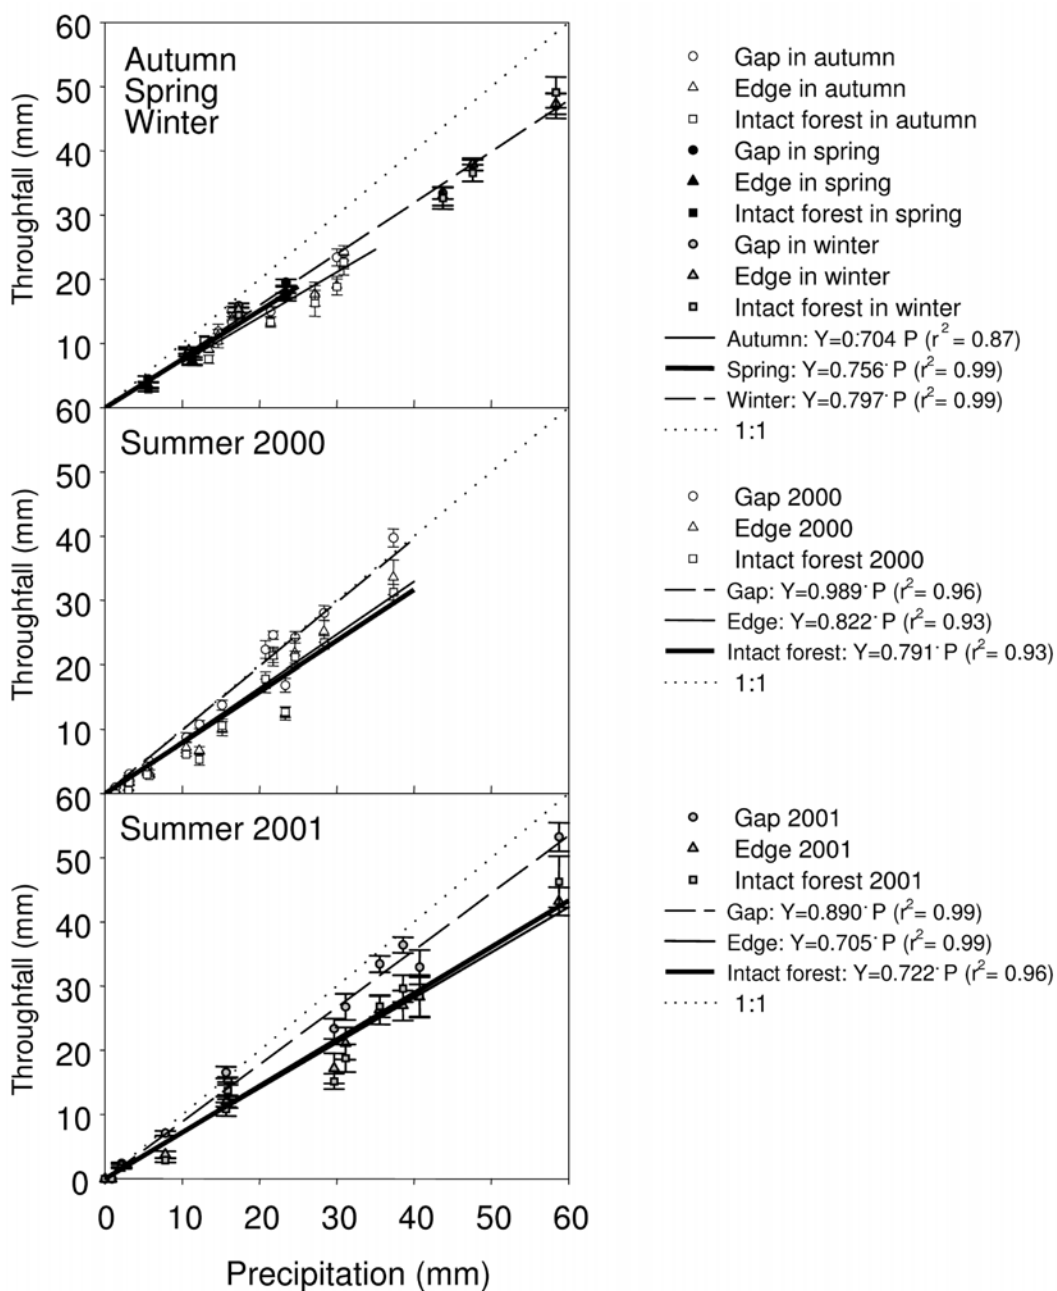 60
50
40
30
20
10
60
Throughfall (mm)
Autumn
Spring
Winter
Gap in autumn
Edge in autumn
Intact forest in autumn
Gap in spring
Edge in spring
Intact forest in spring
Gap in winter
Edge in winter
Intact forest in winter
Autumn: Y=0.704 P (r² = 0.87)
Spring: Y=0.756· P (r²= 0.99)
Winter: Y=0.797· P (r²= 0.99)
1:1
50
40
30
20
10
60
Throughfall (mm)
Summer 2000
Gap 2000
Edge 2000
Intact forest 2000
Gap: Y=0.989· P (r²= 0.96)
Edge: Y=0.822· P (r²= 0.93)
Intact forest: Y=0.791· P (r²= 0.93)
1:1
50
40
30
20
10
0
Throughfall (mm)
Summer 2001
Gap 2001
Edge 2001
Intact forest 2001
Gap: Y=0.890· P (r²= 0.99)
Edge: Y=0.705· P (r²= 0.99)
Intact forest: Y=0.722· P (r²= 0.96)
1:1
0 10 20 30 40 50 60
Precipitation (mm)